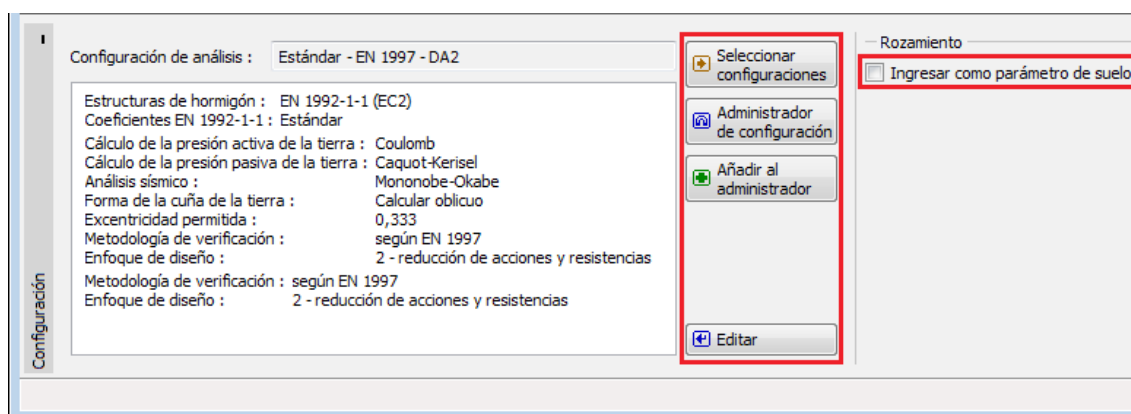 Configuración de análisis : Estándar - EN 1997 - DA2
Estructuras de hormigón : EN 1992-1-1 (EC2)
Coeficientes EN 1992-1-1 : Estándar
Cálculo de la presión activa de la tierra : Coulomb
Cálculo de la presión pasiva de la tierra : Caquot-Kerisel
Análisis sísmico : Mononobe-Okabe
Forma de la cuña de la tierra : Calcular oblicuo
Excentricidad permitida : 0,333
Metodología de verificación : según EN 1997
Enfoque de diseño : 2 - reducción de acciones y resistencias
Metodología de verificación : según EN 1997
Enfoque de diseño : 2 - reducción de acciones y resistencias
Seleccionar
configuraciones
Administrador
de configuración
Añadir al
administrador
Editar
Rozamiento
Ingresar como parámetro de suelo
Configuración